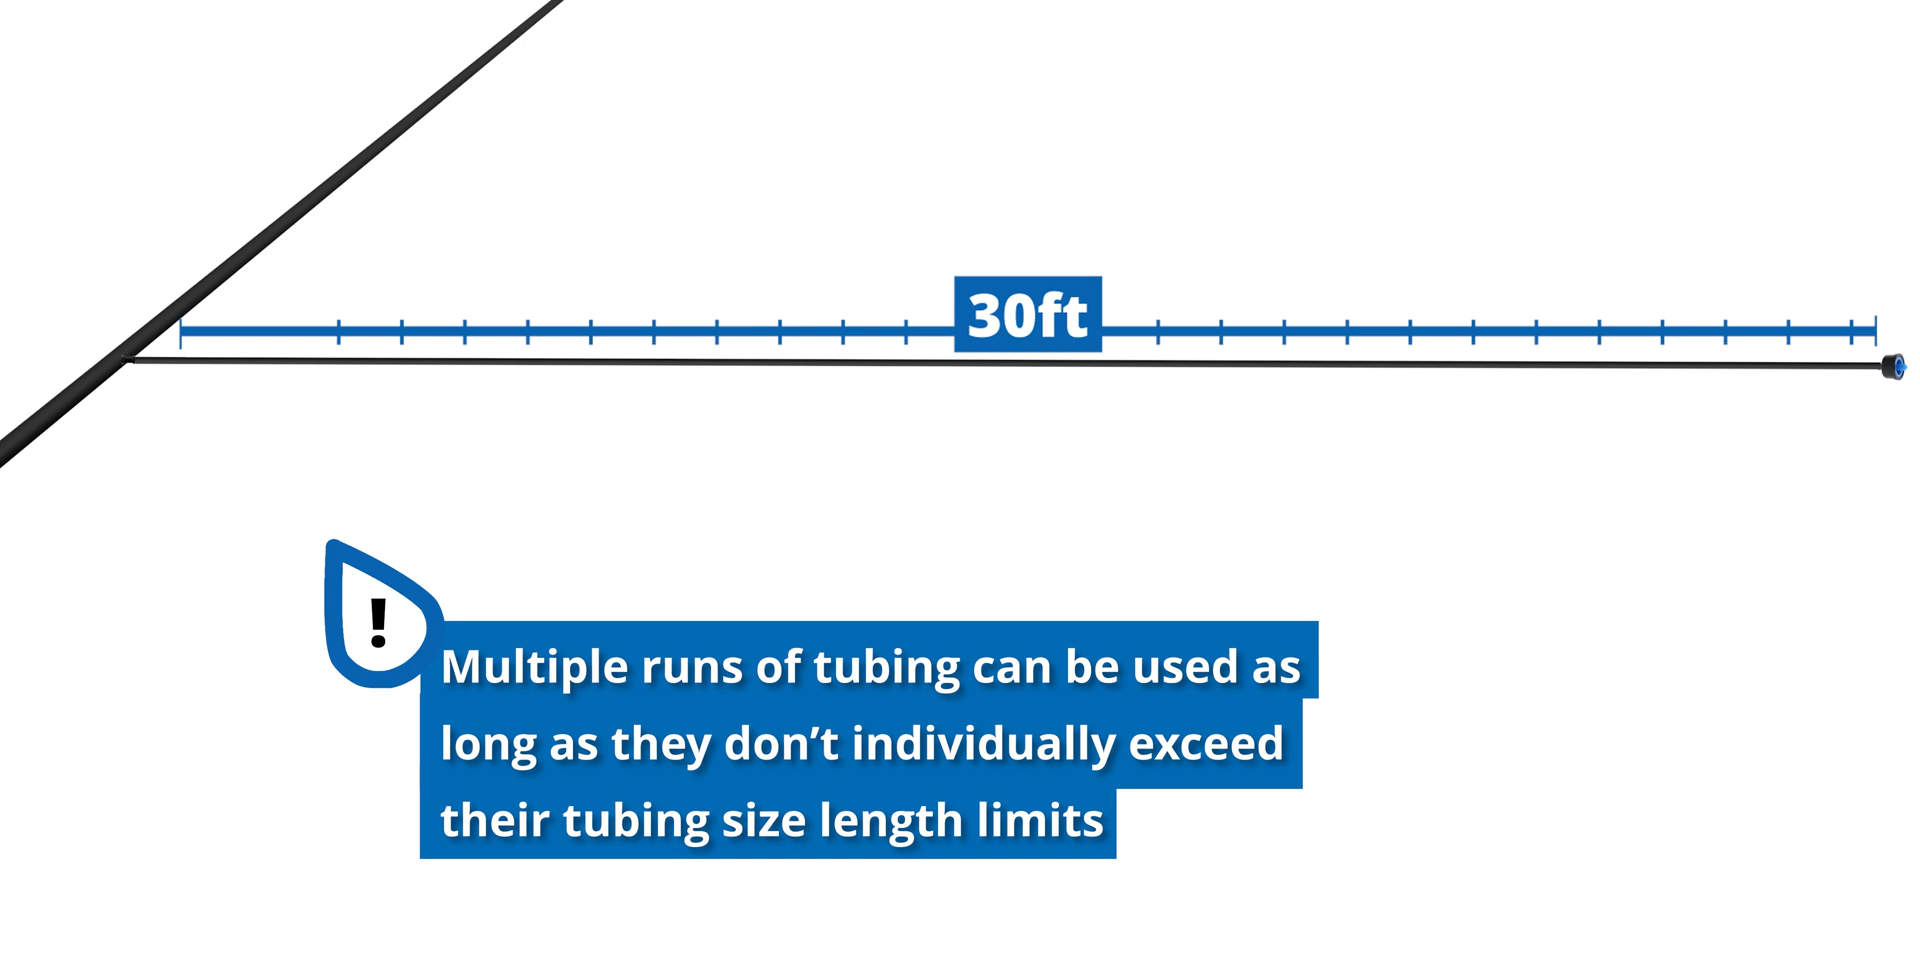 30ft
!
Multiple runs of tubing can be used as
long as they don’t individually exceed
their tubing size length limits